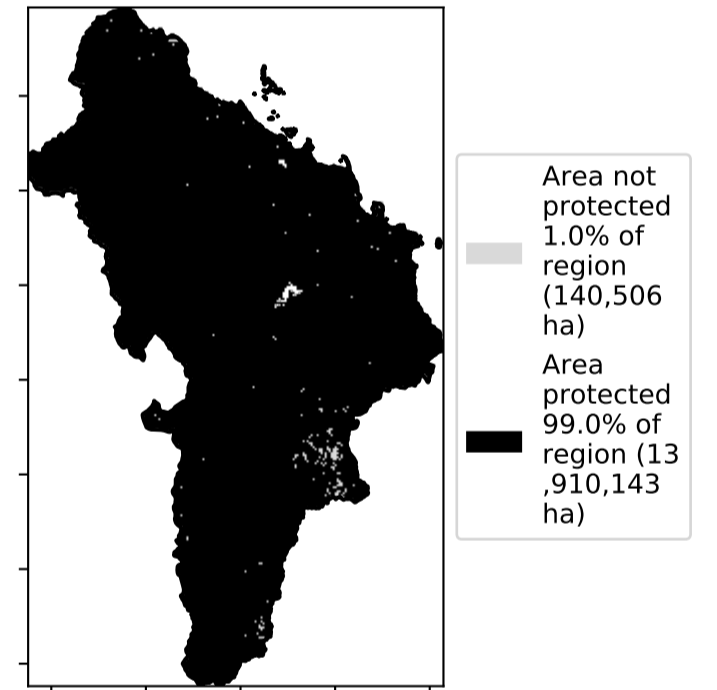 Area not
protected
1.0% of
region
(140,506
ha)
Area
protected
99.0% of
region (13
,910,143
ha)